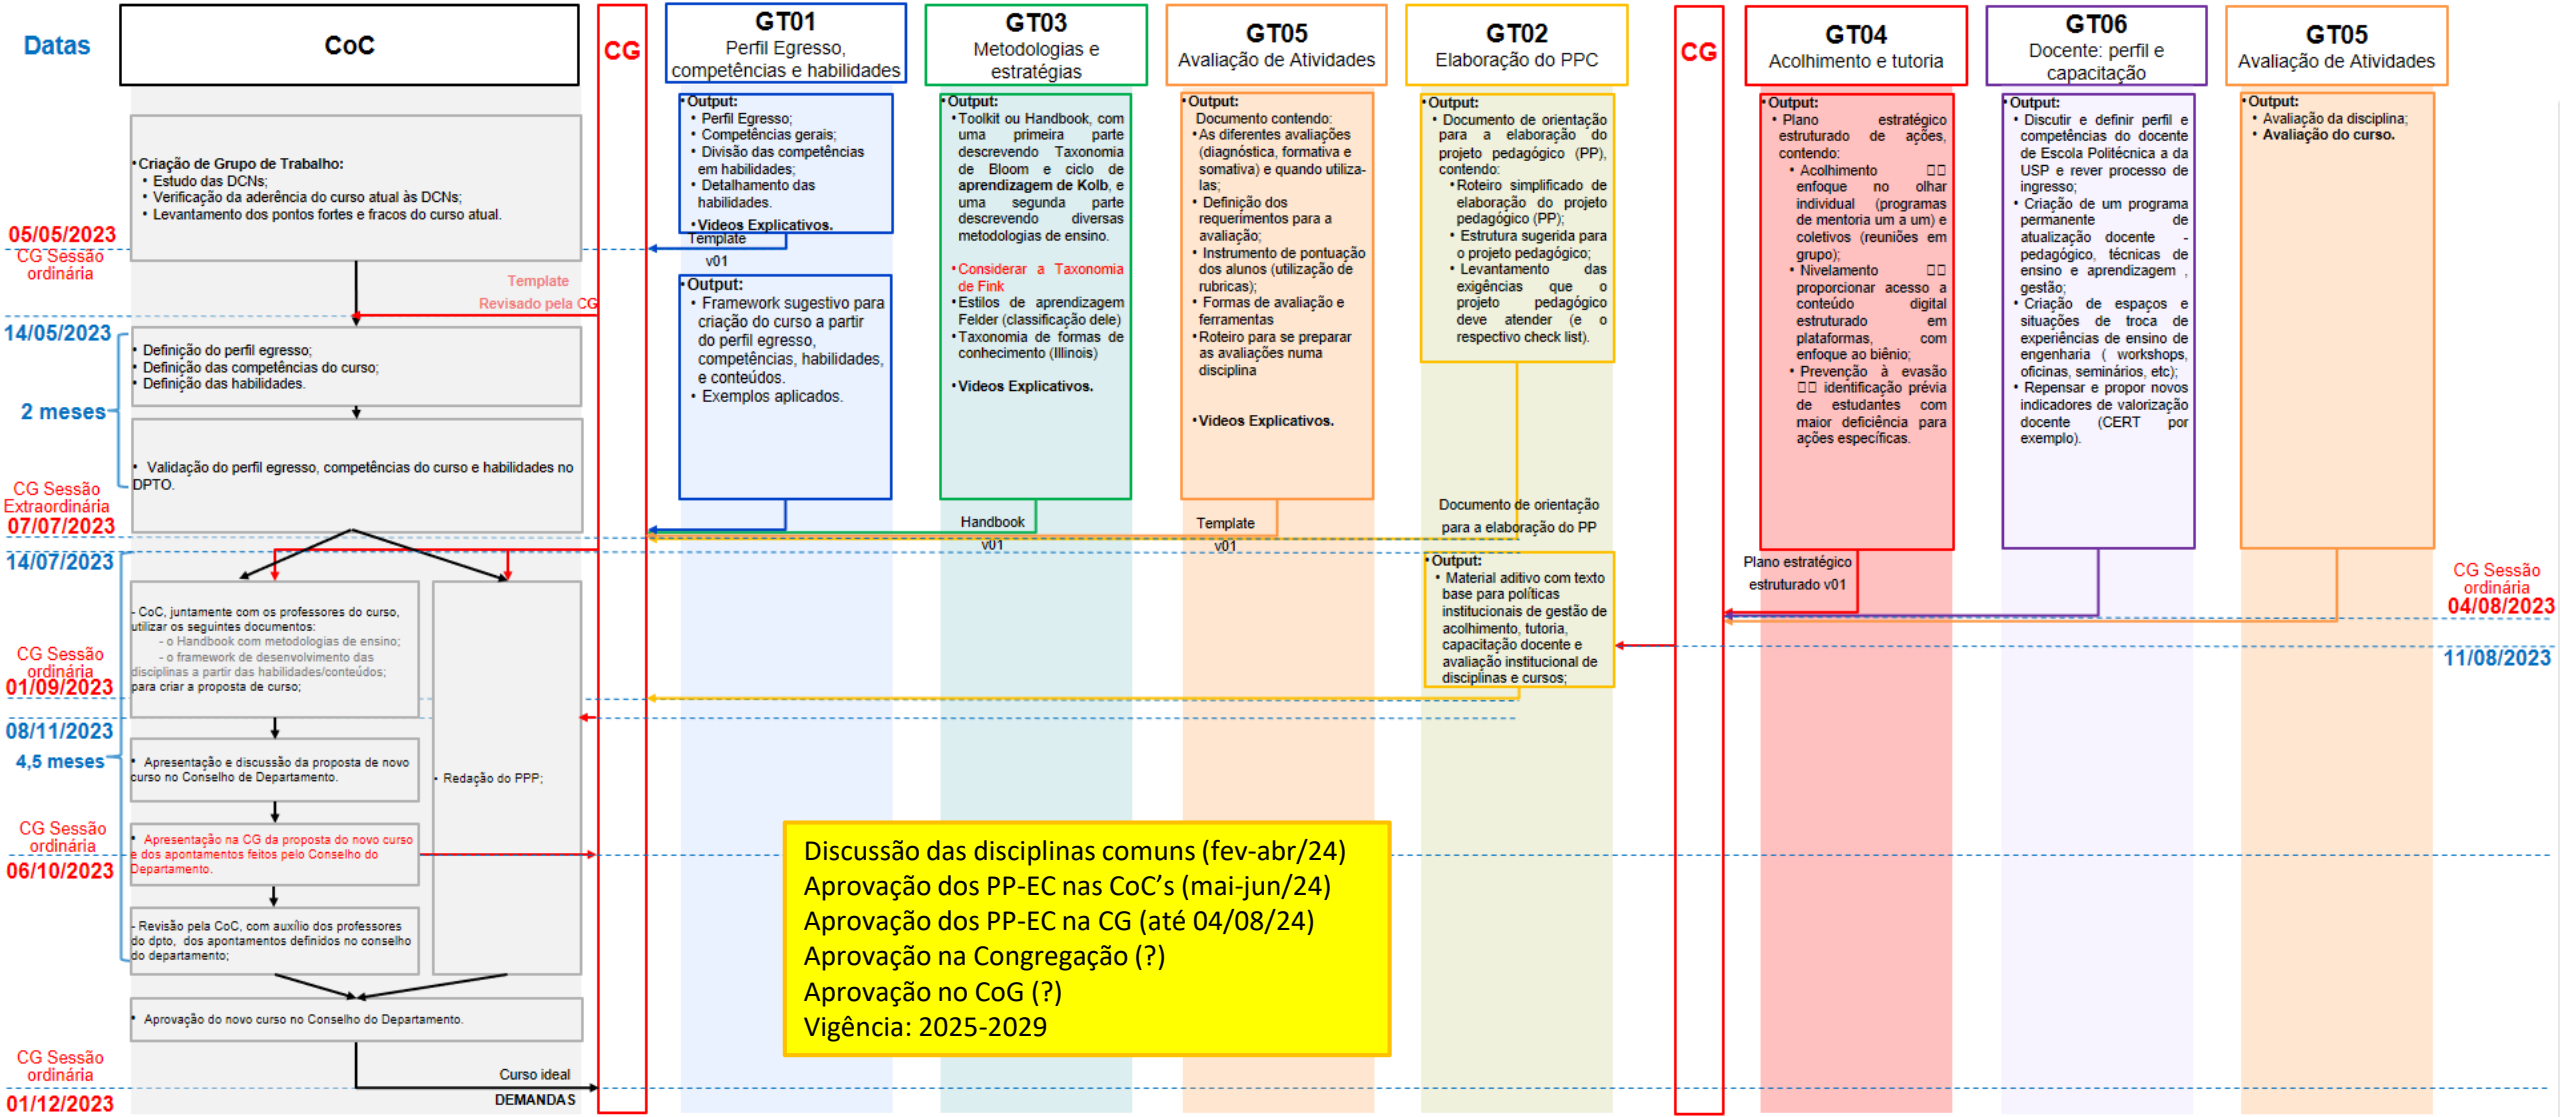 Datas
CoC
CG
GT01
Perfil Egresso,
competências e habilidades
GT03
Metodologias e
estratégias
GT05
Avaliação de Atividades
GT02
Elaboração do PPC
CG
GT04
Acolhimento e tutoria
GT06
Docente: perfil e
capacitação
GT05
Avaliação de Atividades
05/05/2023
CG Sessão
ordinária
14/05/2023
2 meses
CG Sessão
Extraordinária
07/07/2023
14/07/2023
CG Sessão
ordinária
01/09/2023
08/11/2023
4,5 meses
CG Sessão
ordinária
06/10/2023
CG Sessão
ordinária
01/12/2023
• Criação de Grupo de Trabalho:
• Estudo das DCNs;
• Verificação da aderência do curso atual às DCNs;
• Levantamento dos pontos fortes e fracos do curso atual.
Template
Revisado pela CG
• Definição do perfil egresso;
• Definição das competências do curso;
• Definição das habilidades.
• Validação do perfil egresso, competências do curso e habilidades no
DPTO.
- CoC, juntamente com os professores do curso,
utilizar os seguintes documentos:
- o Handbook com metodologias de ensino;
- o framework de desenvolvimento das
disciplinas a partir das habilidades/conteúdos;
para criar a proposta de curso;
• Apresentação e discussão da proposta de novo
curso no Conselho de Departamento.
• Redação do PPP;
• Apresentação na CG da proposta do novo curso
e dos apontamentos feitos pelo Conselho do
Departamento.
- Revisão pela CoC, com auxílio dos professores
do dpto, dos apontamentos definidos no conselho
do departamento;
• Aprovação do novo curso no Conselho do Departamento.
Curso ideal
DEMANDAS
• Output:
• Perfil Egresso;
• Competências gerais;
• Divisão das competências
em habilidades;
• Detalhamento das
habilidades.
• Videos Explicativos.
Template
v01
• Output:
• Framework sugestivo para
criação do curso a partir
do perfil egresso,
competências, habilidades,
e conteúdos.
• Exemplos aplicados.
• Output:
• Toolkit ou Handbook, com
uma primeira parte
descrevendo Taxonomia
de Bloom e ciclo de
aprendizagem de Kolb, e
uma segunda parte
descrevendo diversas
metodologias de ensino.
• Considerar a Taxonomia
de Fink
• Estilos de aprendizagem
Felder (classificação dele)
• Taxonomia de formas de
conhecimento (Illinois)
• Videos Explicativos.
Handbook
v01
• Output:
Documento contendo:
• As diferentes avaliações
(diagnóstica, formativa e
somativa) e quando utiliza-
las;
• Definição dos
requerimentos para a
avaliação;
• Instrumento de pontuação
dos alunos (utilização de
rubricas);
• Formas de avaliação e
ferramentas
• Roteiro para se preparar
as avaliações numa
disciplina
• Videos Explicativos.
Template
v01
• Output:
• Documento de orientação
para a elaboração do
projeto pedagógico (PP),
contendo:
• Roteiro simplificado de
elaboração do projeto
pedagógico (PP);
• Estrutura sugerida para
o projeto pedagógico;
• Levantamento das
exigências que o
projeto pedagógico
deve atender (e o
respectivo check list).
Documento de orientação
para a elaboração do PP
• Output:
• Material aditivo com texto
base para políticas
institucionais de gestão de
acolhimento, tutoria,
capacitação docente e
avaliação institucional de
disciplinas e cursos;
• Output:
• Plano estratégico
estruturado de ações,
contendo:
• Acolhimento □□
enfoque no olhar
individual (programas
de mentoria um a um) e
coletivos (reuniões em
grupo);
• Nivelamento □□
proporcionar acesso a
conteúdo digital
estruturado em
plataformas, com
enfoque ao biênio;
• Prevenção à evasão
□□ identificação prévia
de estudantes com
maior deficiência para
ações específicas.
Plano estratégico
estruturado v01
• Output:
• Discutir e definir perfil e
competências do docente
de Escola Politécnica a da
USP e rever processo de
ingresso;
• Criação de um programa
permanente de
atualização docente -
pedagógico, técnicas de
ensino e aprendizagem ,
gestão;
• Criação de espaços e
situações de troca de
experiências de ensino de
engenharia ( workshops,
oficinas, seminários, etc);
• Repensar e propor novos
indicadores de valorização
docente (CERT por
exemplo).
• Output:
• Avaliação da disciplina;
• Avaliação do curso.
CG Sessão
ordinária
04/08/2023
11/08/2023
Discussão das disciplinas comuns (fev-abr/24)
Aprovação dos PP-EC nas CoC's (mai-jun/24)
Aprovação dos PP-EC na CG (até 04/08/24)
Aprovação na Congregação (?)
Aprovação no CoG (?)
Vigência: 2025-2029